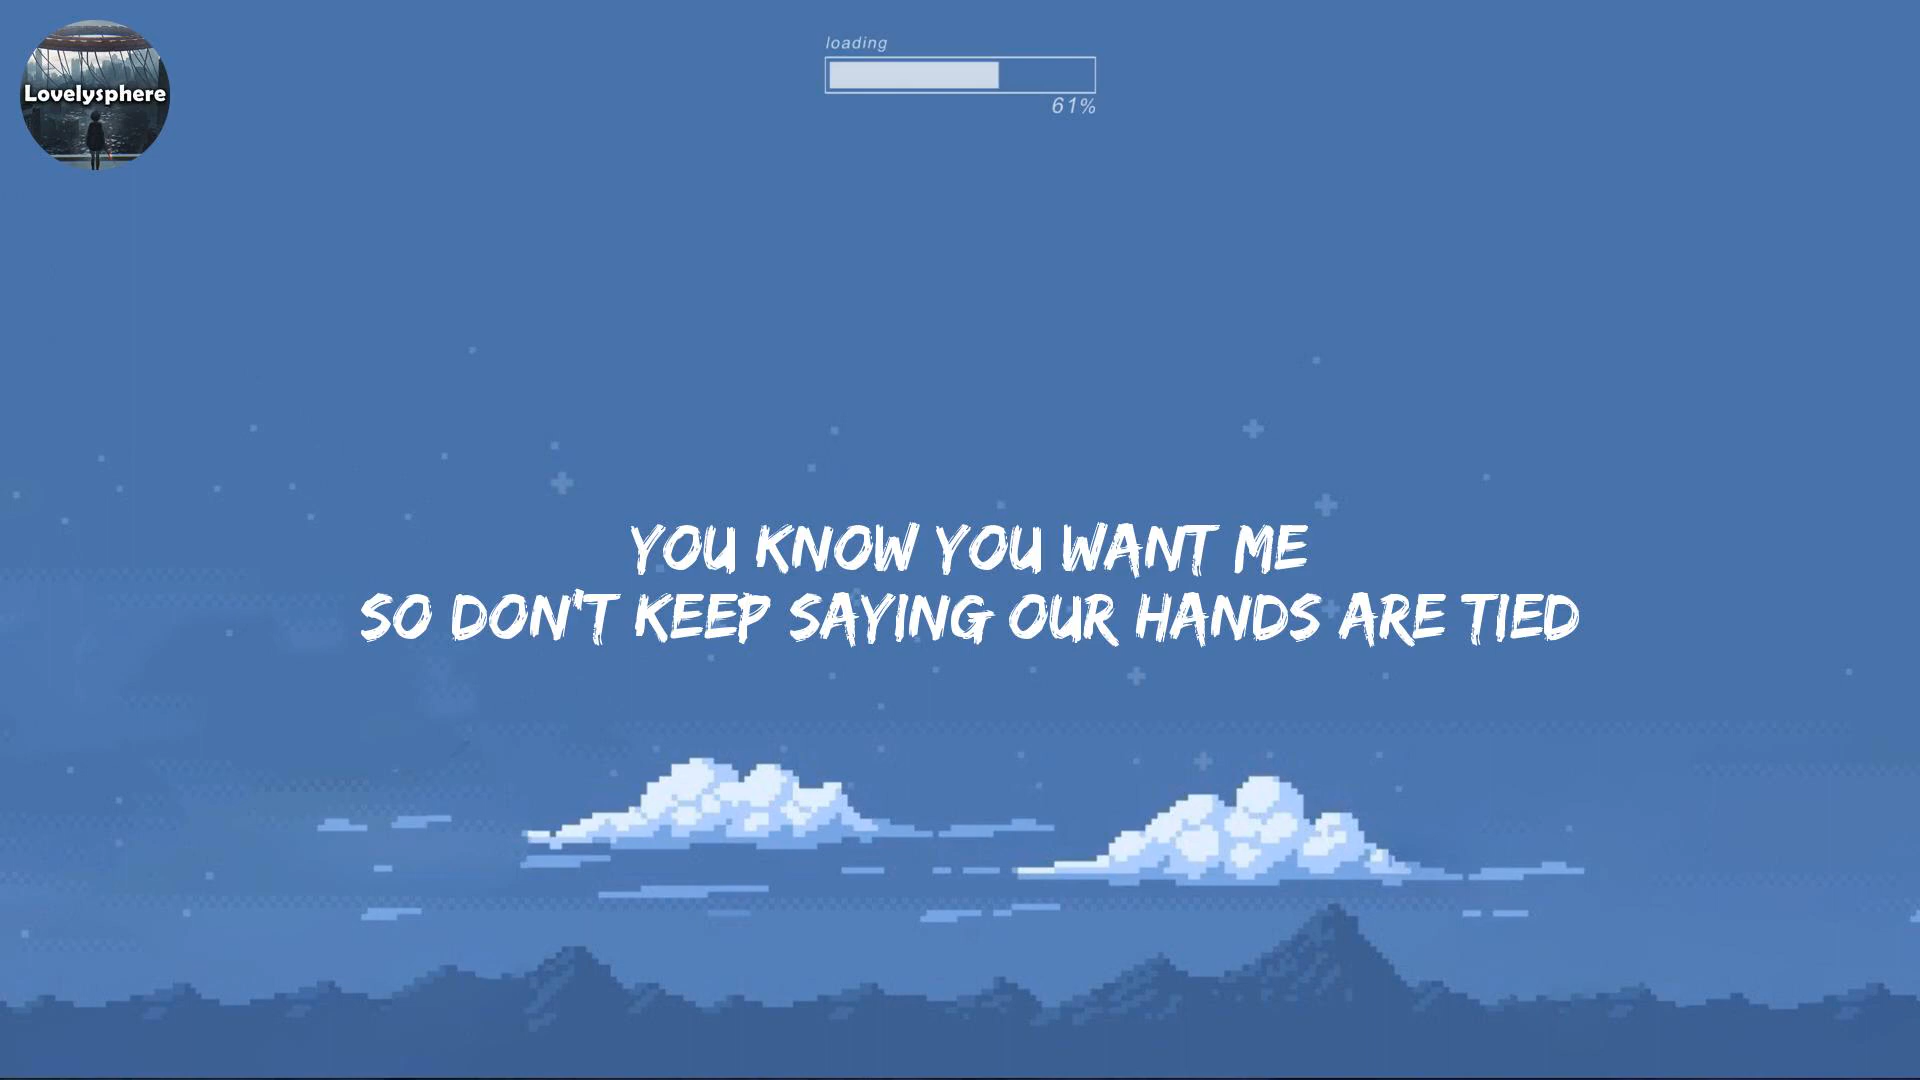 Lovelysphere
loading
61%
YOU KNOW YOU WANT ME
SO DON'T KEEP SAYING OUR HANDS ARE TIED